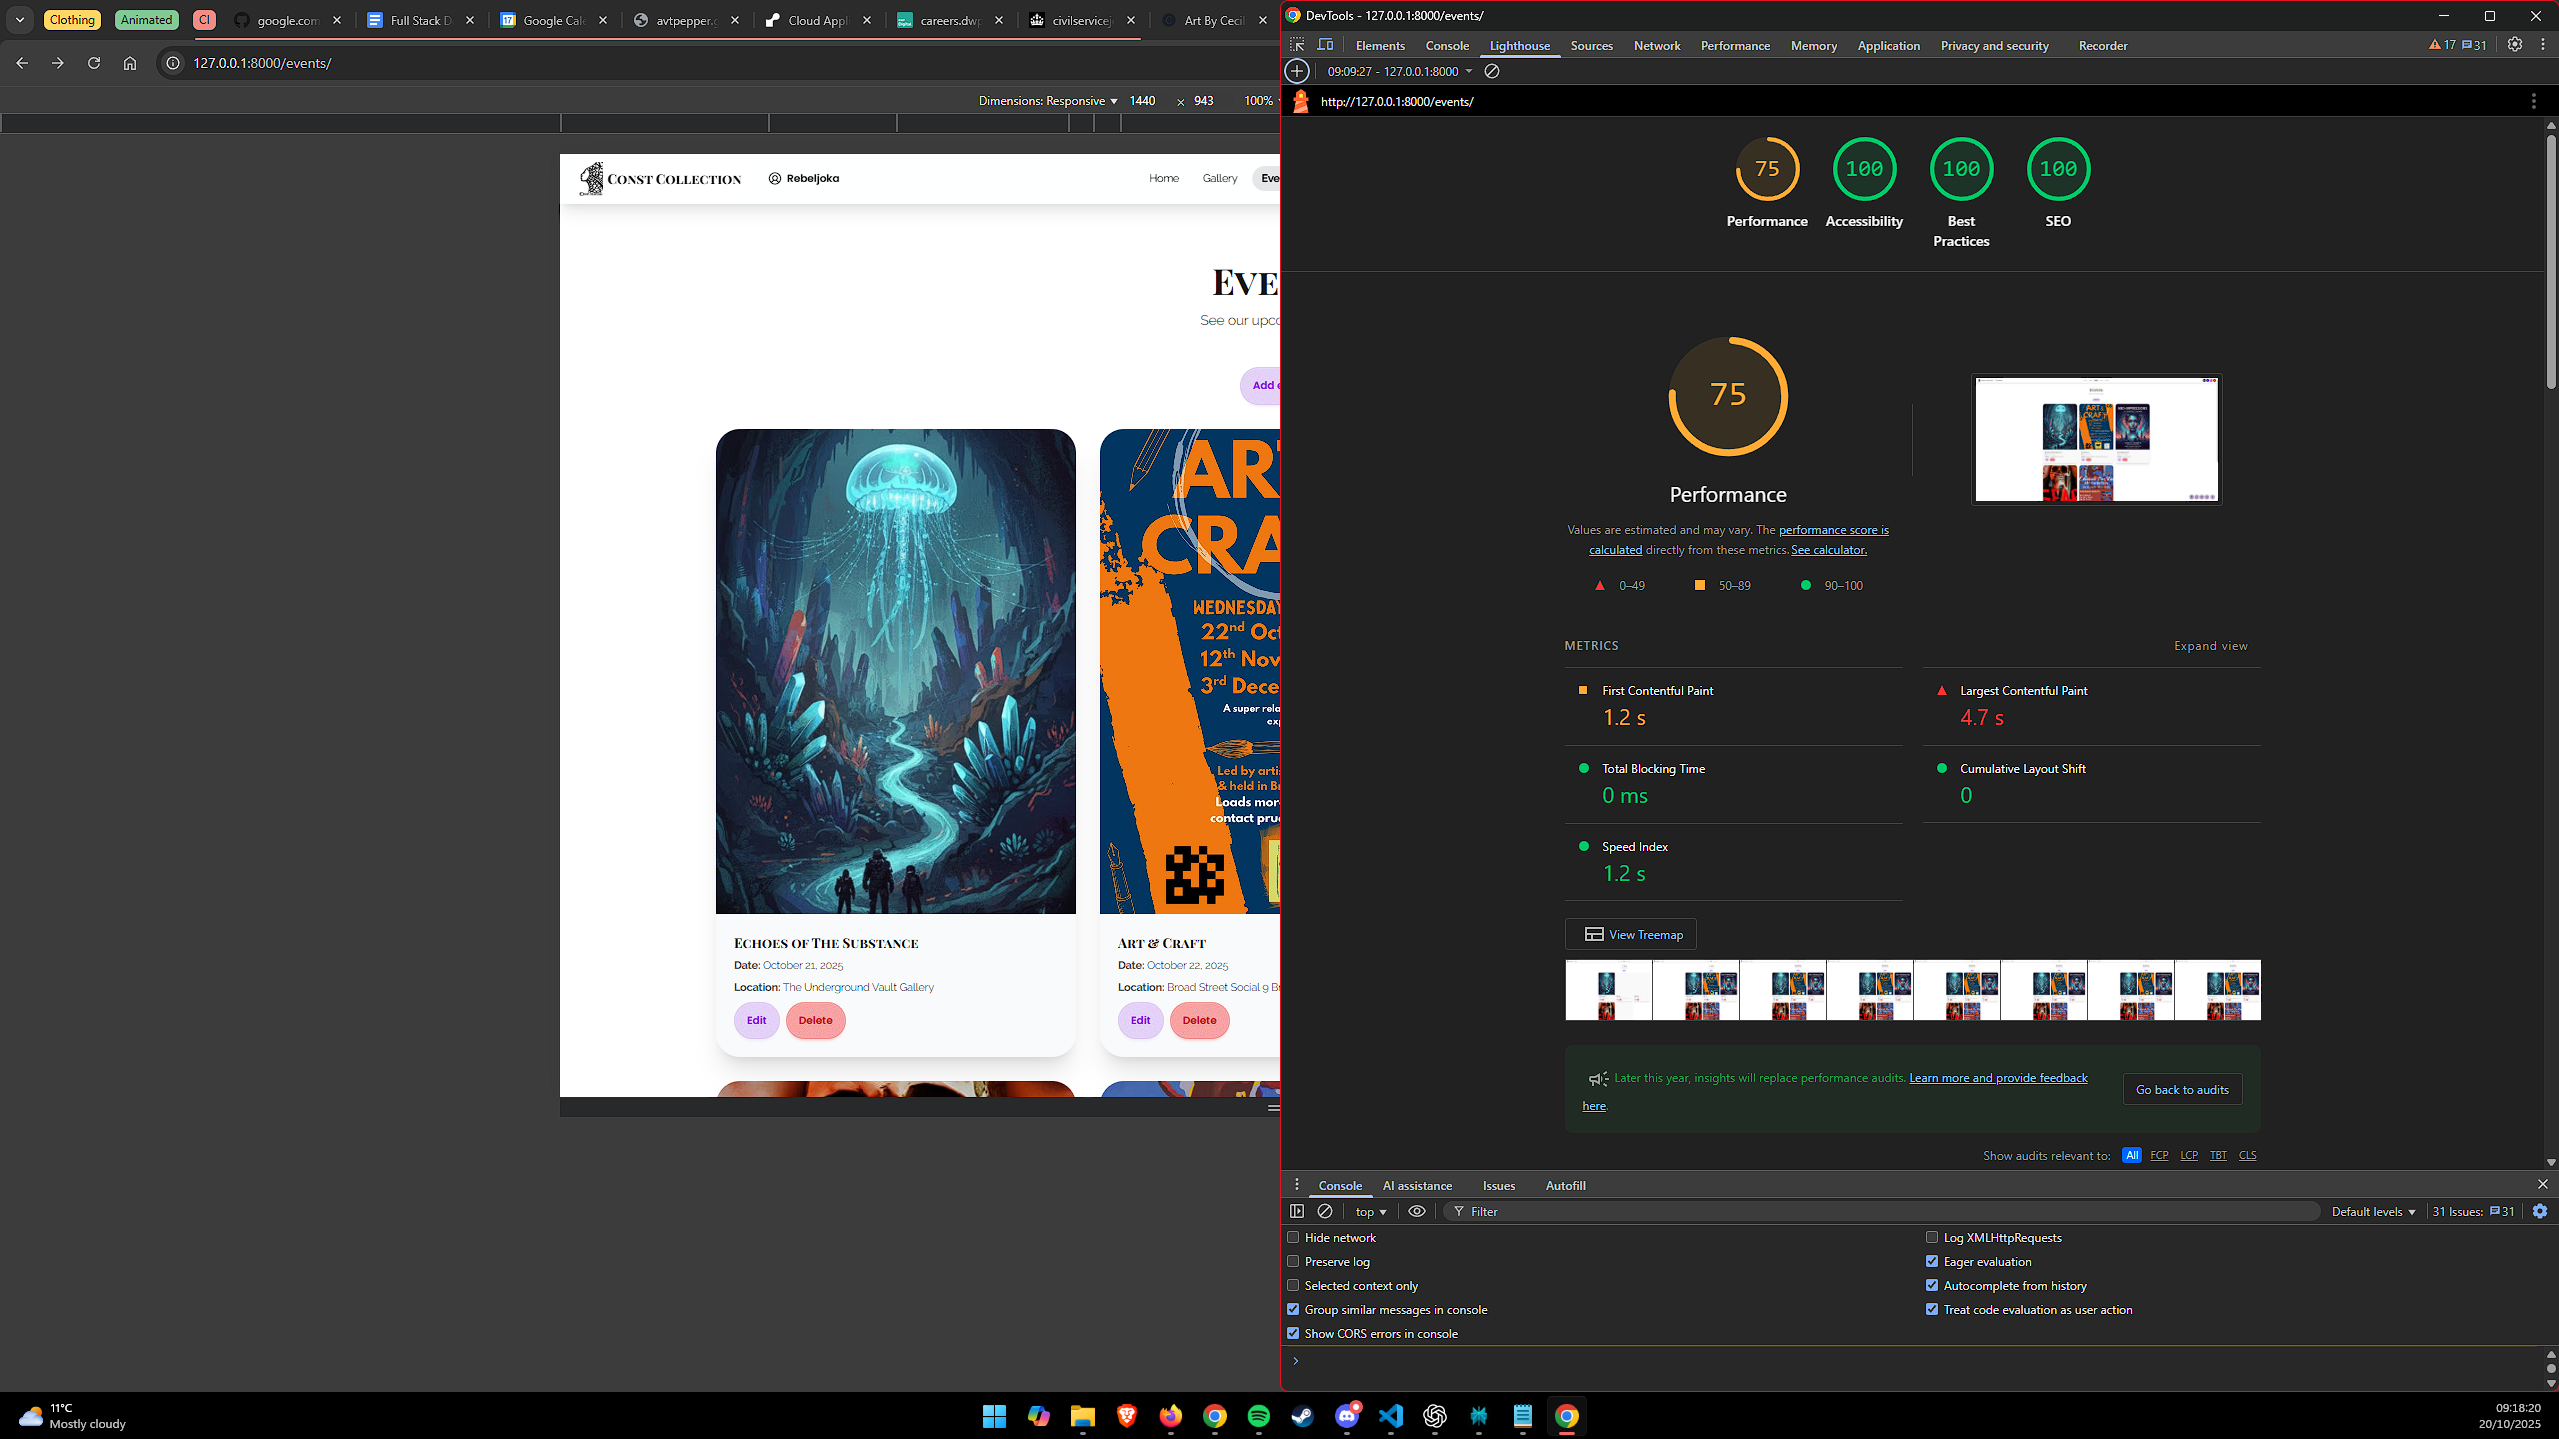 Clothing
Animated
CI
google.com
Full Stack D
Google Cale
avtpepper.g
Cloud Appl
careers.dwp
civilservicej
Art By Cecil
127.0.0.1:8000/events/
Dimensions: Responsive 1440 × 943 100%
CONST COLLECTION
Rebeljoka
Home
Gallery
Eve
EVE
See our upco
Add e
ART
CRA
WEDNESDAY
22nd Oct
12th Nov
3rd Dece
A super rela
exp
Led by artis
& held in Br
Loads mor
contact prud
ECHOES OF THE SUBSTANCE
Date: October 21, 2025
Location: The Underground Vault Gallery
Edit
Delete
ART & CRAFT
Date: October 22, 2025
Location: Broad Street Social 9 Br
Edit
Delete
DevTools - 127.0.0.1:8000/events/
Elements
Console
Lighthouse
Sources
Network
Performance
Memory
Application
Privacy and security
Recorder
17
31
09:09:27 - 127.0.0.1:8000
http://127.0.0.1:8000/events/
75
100
100
100
Performance
Accessibility
Best
Practices
SEO
75
Performance
Values are estimated and may vary. The performance score is
calculated directly from these metrics. See calculator.
0–49
50–89
90–100
METRICS
Expand view
First Contentful Paint
1.2 s
Largest Contentful Paint
4.7 s
Total Blocking Time
0 ms
Cumulative Layout Shift
0
Speed Index
1.2 s
View Treemap
Later this year, insights will replace performance audits. Learn more and provide feedback
here.
Go back to audits
Show audits relevant to: All FCP LCP TBT CLS
Console
AI assistance
Issues
Autofill
top
Filter
Default levels
31 Issues: 31
Hide network
Log XMLHttpRequests
Preserve log
Eager evaluation
Selected context only
Autocomplete from history
Group similar messages in console
Treat code evaluation as user action
Show CORS errors in console
11°C
Mostly cloudy
09:18:20
20/10/2025